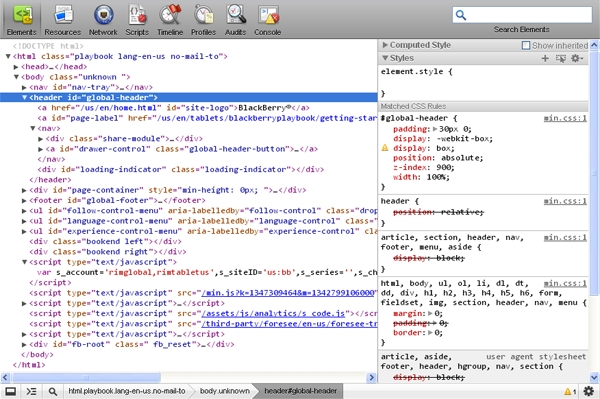 Elements Resources Network Scripts Timeline Profiles Audits Console
Search Elements
<!DOCTYPE html>
<html class="playbook lang-en-us no-mail-to">
<head>…</head>
<body class="unknown ">
<nav id="nav-tray">…</nav>
<header id="global-header">
<a href="/us/en/home.html" id="site-logo">BlackBerry®</a>
<a id="page-label" href="/us/en/tablets/blackberryplaybook/getting-star
<nav>
<div class="share-module">…</div>
<a id="drawer-control" class="global-header-button">…</a>
</nav>
<div id="loading-indicator" class="loading-indicator"></div>
</header>
<div id="page-container" style="min-height: 0px; ">…</div>
<footer id="global-footer">…</footer>
<ul id="follow-control-menu" aria-labelledby="follow-control" class="drop
<ul id="language-control-menu" aria-labelledby="language-control" class=
<ul id="experience-control-menu" aria-labelledby="experience-control" cl
<div class="bookend left"></div>
<div class="bookend right"></div>
<script type="text/javascript">
var s_account='rimglobal,rimtabletus',s_siteID='us:bb',s_series='',s_ch
</script>
<script type="text/javascript" src="/min.js?k=1347309464&m=1342799106000"
<script type="text/javascript">…</script>
<script type="text/javascript" src="/assets/js/analytics/s_code.js"></scri
<script type="text/javascript" src="/third-party/foresee/en-us/foresee-tr
<div id="fb-root" class=" fb_reset">…</div>
</body>
</html>
Computed Style Show inherited
Styles
element.style {
}
Matched CSS Rules
#global-header { min.css:1
padding: 30px 0;
display: -webkit-box;
display: box;
position: absolute;
z-index: 900;
width: 100%;
}
header { min.css:1
position: relative;
}
article, section, header, nav, min.css:1
footer, menu, aside {
display: block;
}
html, body, ul, ol, li, dl, dt, min.css:1
dd, div, h1, h2, h3, h4, h5, h6, form,
fieldset, img, section, header, nav, menu {
margin: 0;
padding: 0;
border: 0;
}
article, aside, user agent stylesheet
footer, header, hgroup, nav, section {
display: block;
html.playbook.lang-en-us.no-mail-to body.unknown header#global-header 1